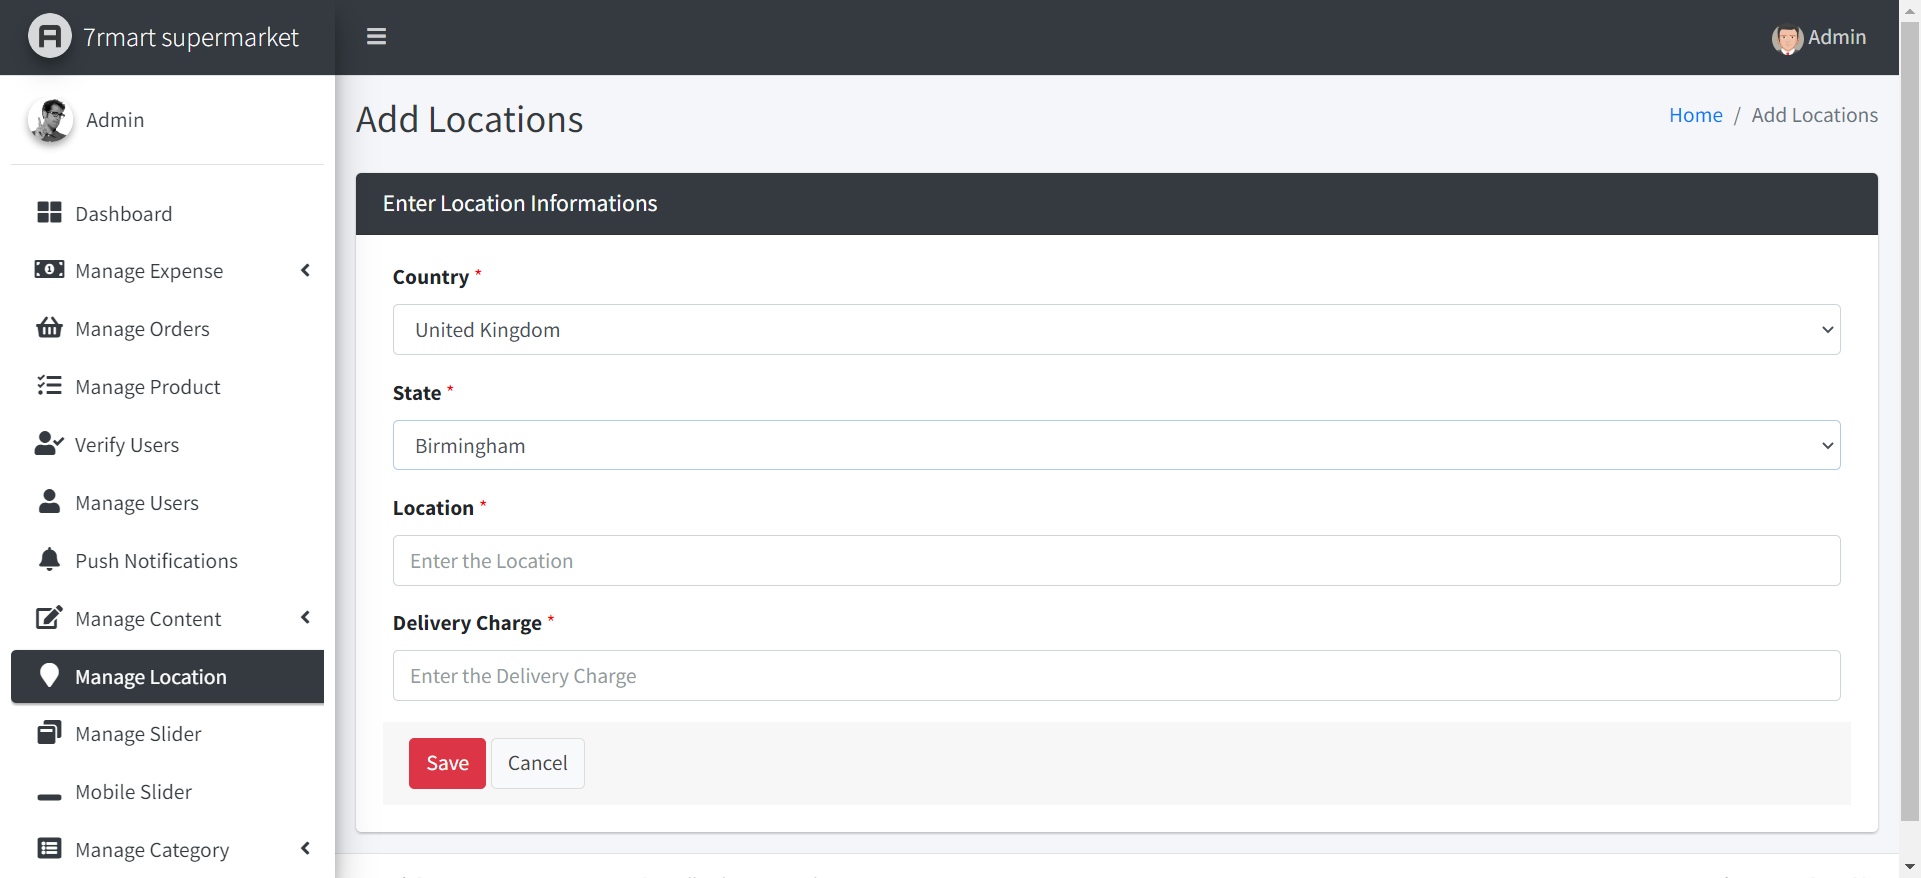 7rmart supermarket
Admin
Admin
Dashboard
Manage Expense
Manage Orders
Manage Product
Verify Users
Manage Users
Push Notifications
Manage Content
Manage Location
Manage Slider
Mobile Slider
Manage Category
Add Locations
Home / Add Locations
Enter Location Informations
Country *
United Kingdom
State *
Birmingham
Location *
Enter the Location
Delivery Charge *
Enter the Delivery Charge
Save Cancel